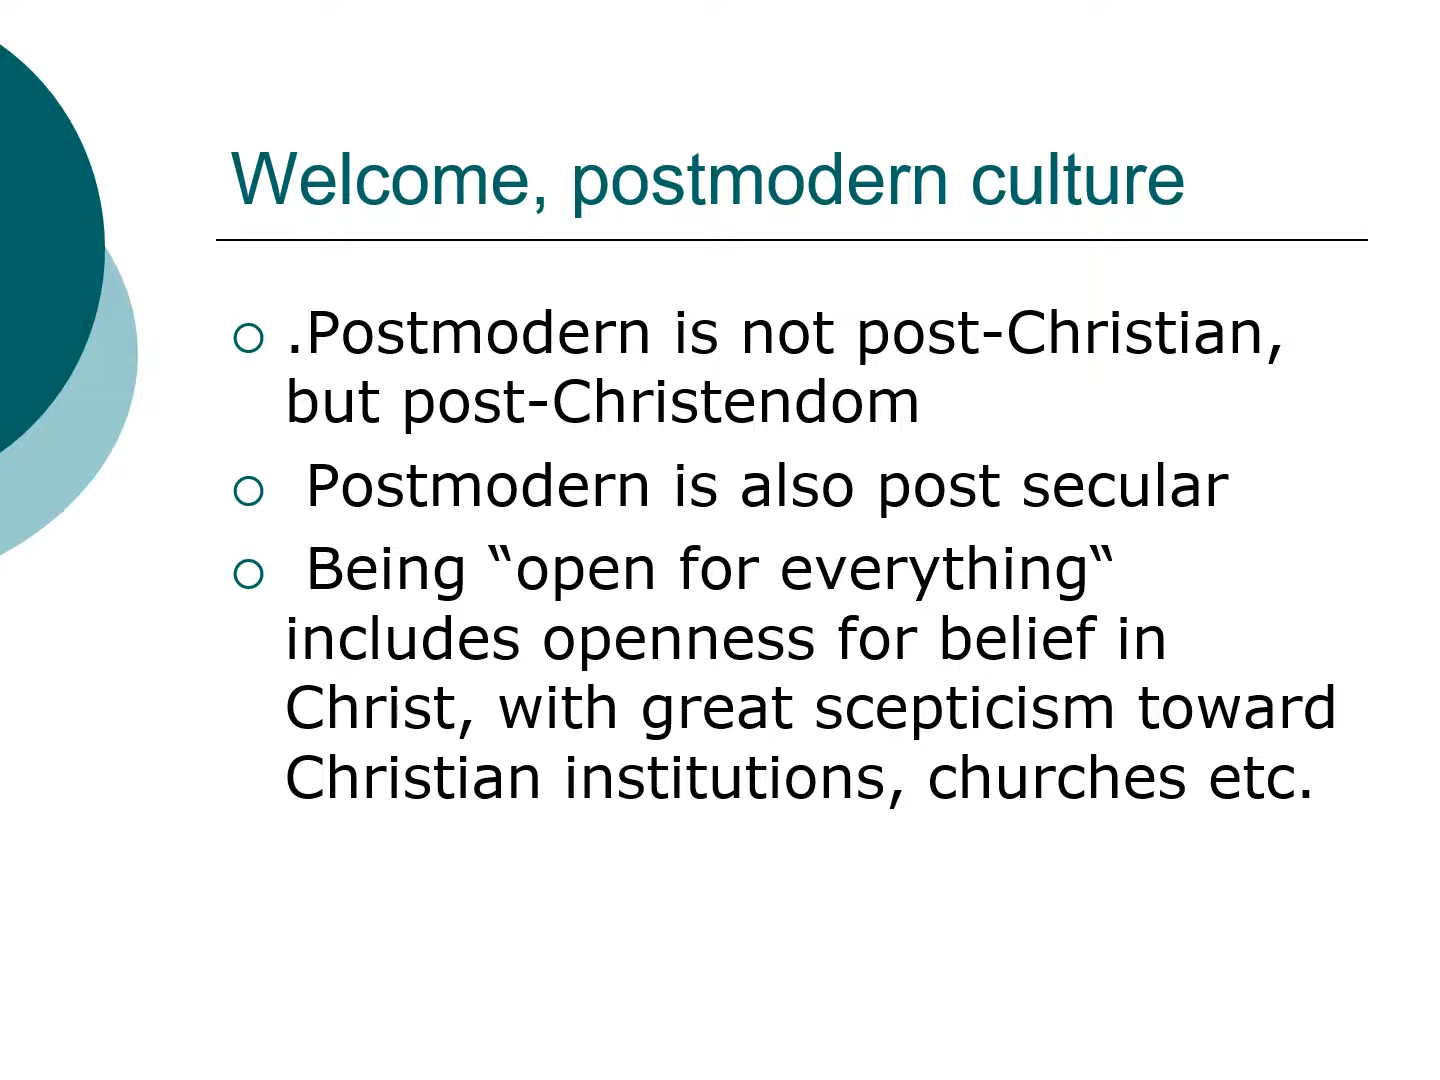 Welcome, postmodern culture
.Postmodern is not post-Christian,
but post-Christendom
Postmodern is also post secular
Being “open for everything“
includes openness for belief in
Christ, with great scepticism toward
Christian institutions, churches etc.